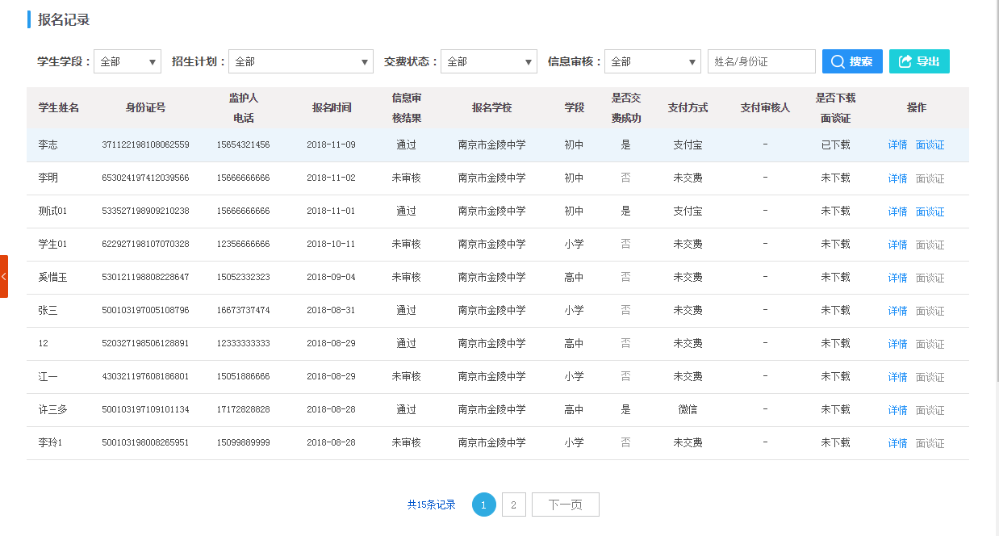 报名记录
学生学段： 全部 招生计划： 全部 交费状态： 全部 信息审核： 全部 姓名/身份证 搜索 导出
学生姓名 身份证号 监护人电话 报名时间 信息审核结果 报名学校 学段 是否交费成功 支付方式 支付审核人 是否下载面谈证 操作
李志 371122198108062559 15654321456 2018-11-09 通过 南京市金陵中学 初中 是 支付宝 - 已下载 详情 面谈证
李明 653024197412039566 15666666666 2018-11-02 未审核 南京市金陵中学 初中 否 未交费 - 未下载 详情 面谈证
测试01 533527198909210238 15666666666 2018-11-01 通过 南京市金陵中学 初中 是 支付宝 - 未下载 详情 面谈证
学生01 622927198107070328 12356666666 2018-10-11 未审核 南京市金陵中学 小学 否 未交费 - 未下载 详情 面谈证
奚惜玉 530121198808228647 15052332323 2018-09-04 未审核 南京市金陵中学 高中 否 未交费 - 未下载 详情 面谈证
张三 500103197005108796 16673737474 2018-08-31 通过 南京市金陵中学 小学 否 未交费 - 未下载 详情 面谈证
12 520327198506128891 12333333333 2018-08-29 通过 南京市金陵中学 高中 否 未交费 - 未下载 详情 面谈证
江一 430321197608186801 15051886666 2018-08-29 未审核 南京市金陵中学 小学 否 未交费 - 未下载 详情 面谈证
许三多 500103197109101134 17172828828 2018-08-28 通过 南京市金陵中学 高中 是 微信 - 未下载 详情 面谈证
李玲1 500103198008265951 15099889999 2018-08-28 未审核 南京市金陵中学 小学 否 未交费 - 未下载 详情 面谈证
共15条记录 1 2 下一页